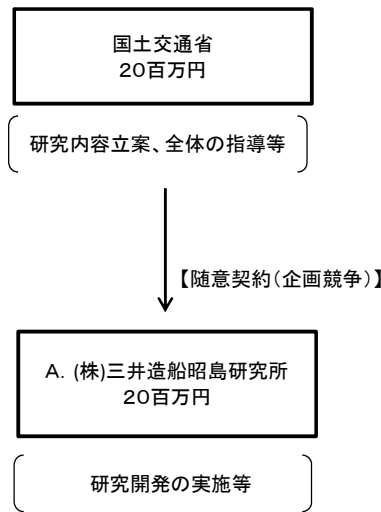 国土交通省
20百万円
研究内容立案、全体の指導等
【随意契約(企画競争)】
A. (株)三井造船昭島研究所
20百万円
研究開発の実施等